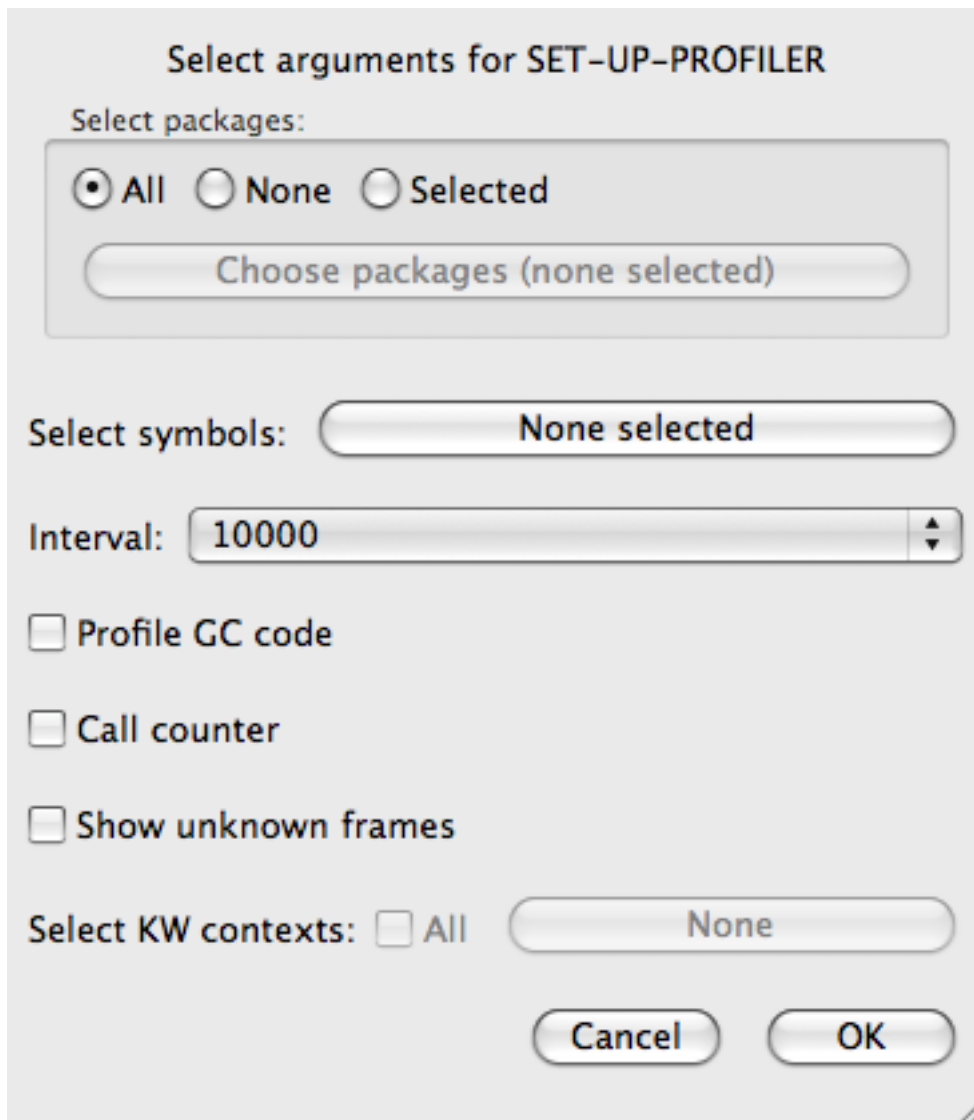 Select arguments for SET-UP-PROFILER
Select packages:
All None Selected
Choose packages (none selected)
Select symbols: None selected
Interval: 10000
Profile GC code
Call counter
Show unknown frames
Select KW contexts: All None
Cancel OK